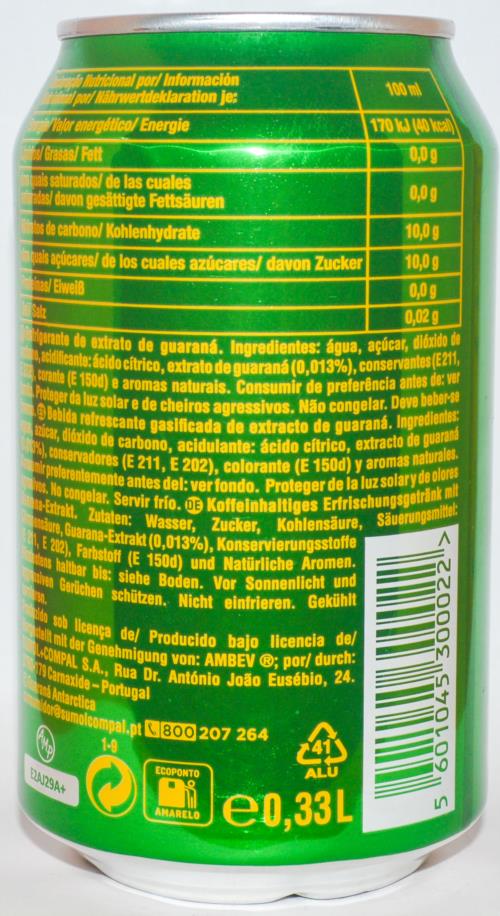 Nutricional por/ Información
por/ Nährwertdeklaration je:
100 ml
Valor energético/ Energie
170 kJ (40 kcal)
Grasas/ Fett
0,0 g
quais saturados/ de las cuales
davon gesättigte Fettsäuren
0,0 g
de carbono/ Kohlenhydrate
10,0 g
quais açúcares/ de los cuales azúcares/ davon Zucker
10,0 g
Eiweiß
0,0 g
Salz
0,02 g
de extrato de guaraná. Ingredientes: água, açúcar, dióxido de
acidificante: ácido cítrico, extrato de guaraná (0,013%), conservantes (E 211,
corante (E 150d) e aromas naturais. Consumir de preferência antes de: ver
Proteger da luz solar e de cheiros agressivos. Não congelar. Deve beber-se
Bebida refrescante gasificada de extracto de guaraná. Ingredientes:
azúcar, dióxido de carbono, acidulante: ácido cítrico, extracto de guaraná
conservadores (E 211, E 202), colorante (E 150d) y aromas naturales.
preferentemente antes del: ver fondo. Proteger de la luz solar y de olores
No congelar. Servir frío. DE Koffeinhaltiges Erfrischungsgetränk mit
Zutaten: Wasser, Zucker, Kohlensäure, Säuerungsmittel:
Guarana-Extrakt (0,013%), Konservierungsstoffe
E 202), Farbstoff (E 150d) und Natürliche Aromen.
haltbar bis: siehe Boden. Vor Sonnenlicht und
Gerüchen schützen. Nicht einfrieren. Gekühlt
sob licença de/ Producido bajo licencia de/
mit der Genehmigung von: AMBEV ®; por/ durch:
COMPAL S.A., Rua Dr. António João Eusébio, 24.
179 Carnaxide – Portugal
Antarctica
@sumolcompal.pt 800 207 264
E2AJ29A+
1-9
ECOPONTO
AMARELO
41
ALU
e 0,33L
5 601045 300022 >